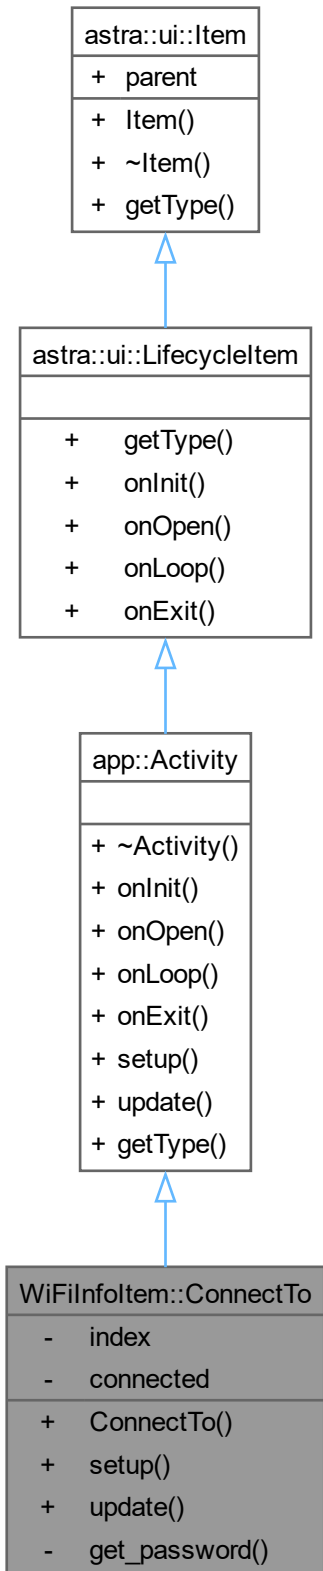 astra::ui::Item
+ parent
+ Item()
+ ~Item()
+ getType()
astra::ui::LifecycleItem
+ getType()
+ onInit()
+ onOpen()
+ onLoop()
+ onExit()
app::Activity
+ ~Activity()
+ onInit()
+ onOpen()
+ onLoop()
+ onExit()
+ setup()
+ update()
+ getType()
WiFiInfoItem::ConnectTo
- index
- connected
+ ConnectTo()
+ setup()
+ update()
- get_password()